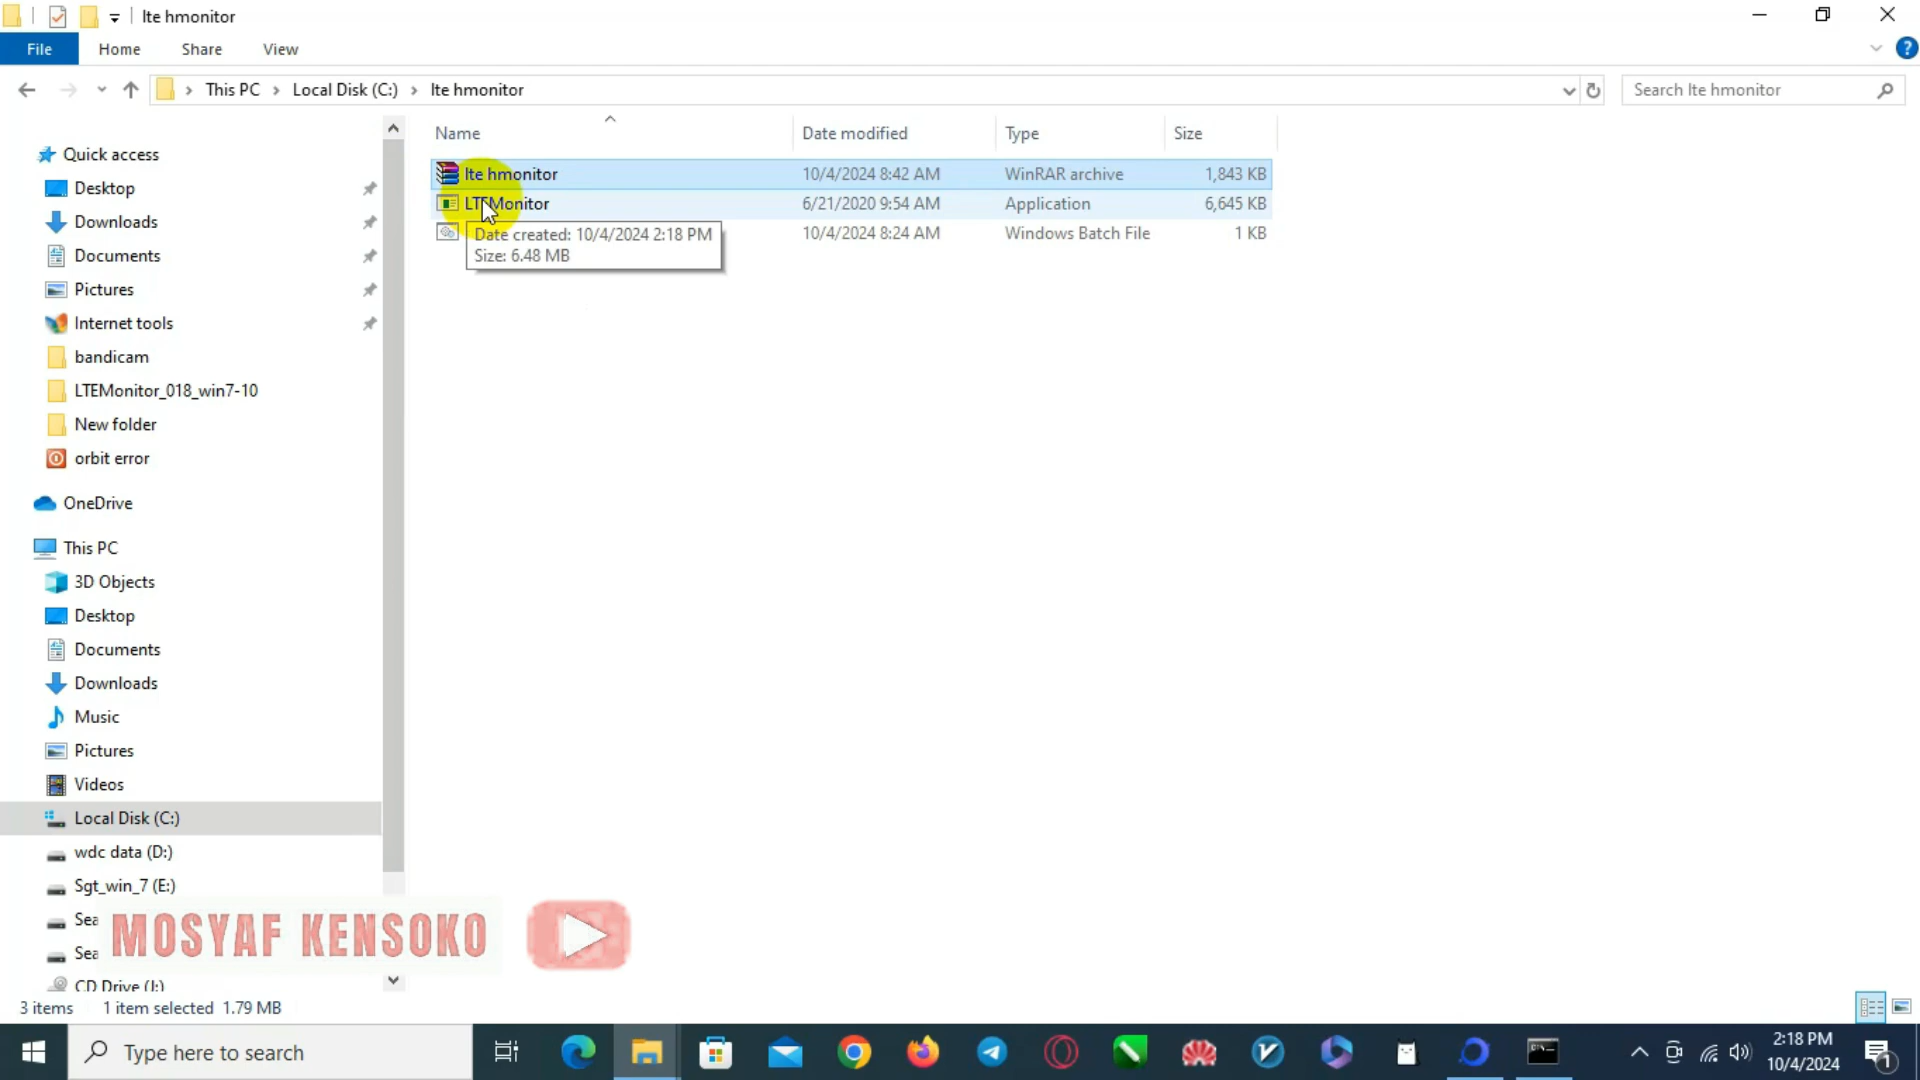 lte hmonitor
File Home Share View
This PC Local Disk (C:) lte hmonitor
Search lte hmonitor
Name Date modified Type Size
lte hmonitor 10/4/2024 8:42 AM WinRAR archive 1,843 KB
LTEMonitor 6/21/2020 9:54 AM Application 6,645 KB
10/4/2024 8:24 AM Windows Batch File 1 KB
Date created: 10/4/2024 2:18 PM
Size: 6.48 MB
Quick access
Desktop
Downloads
Documents
Pictures
Internet tools
bandicam
LTEMonitor_018_win7-10
New folder
orbit error
OneDrive
This PC
3D Objects
Desktop
Documents
Downloads
Music
Pictures
Videos
Local Disk (C:)
wdc data (D:)
Sgt_win_7 (E:)
Sea
Sea
CD Drive (J:)
MOSYAF KENSOKO
3 items 1 item selected 1.79 MB
Type here to search
2:18 PM
10/4/2024
1